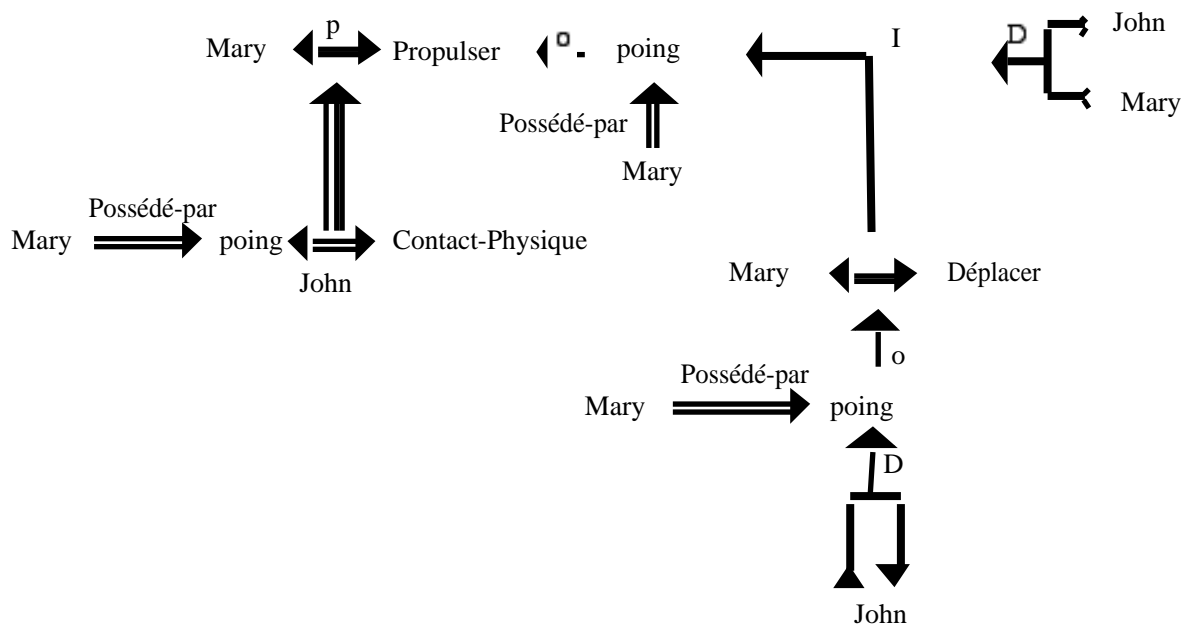 p
Mary Propulser o poing I D John
Mary
Possédé-par
Mary
Possédé-par
Mary poing Contact-Physique
John
Mary Déplacer
o
Possédé-par
Mary poing
D
John